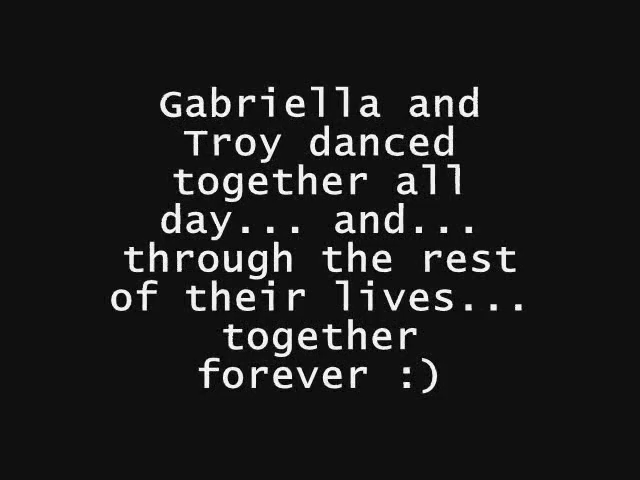 Gabriella and
Troy danced
together all
day... and...
through the rest
of their lives...
together
forever :)